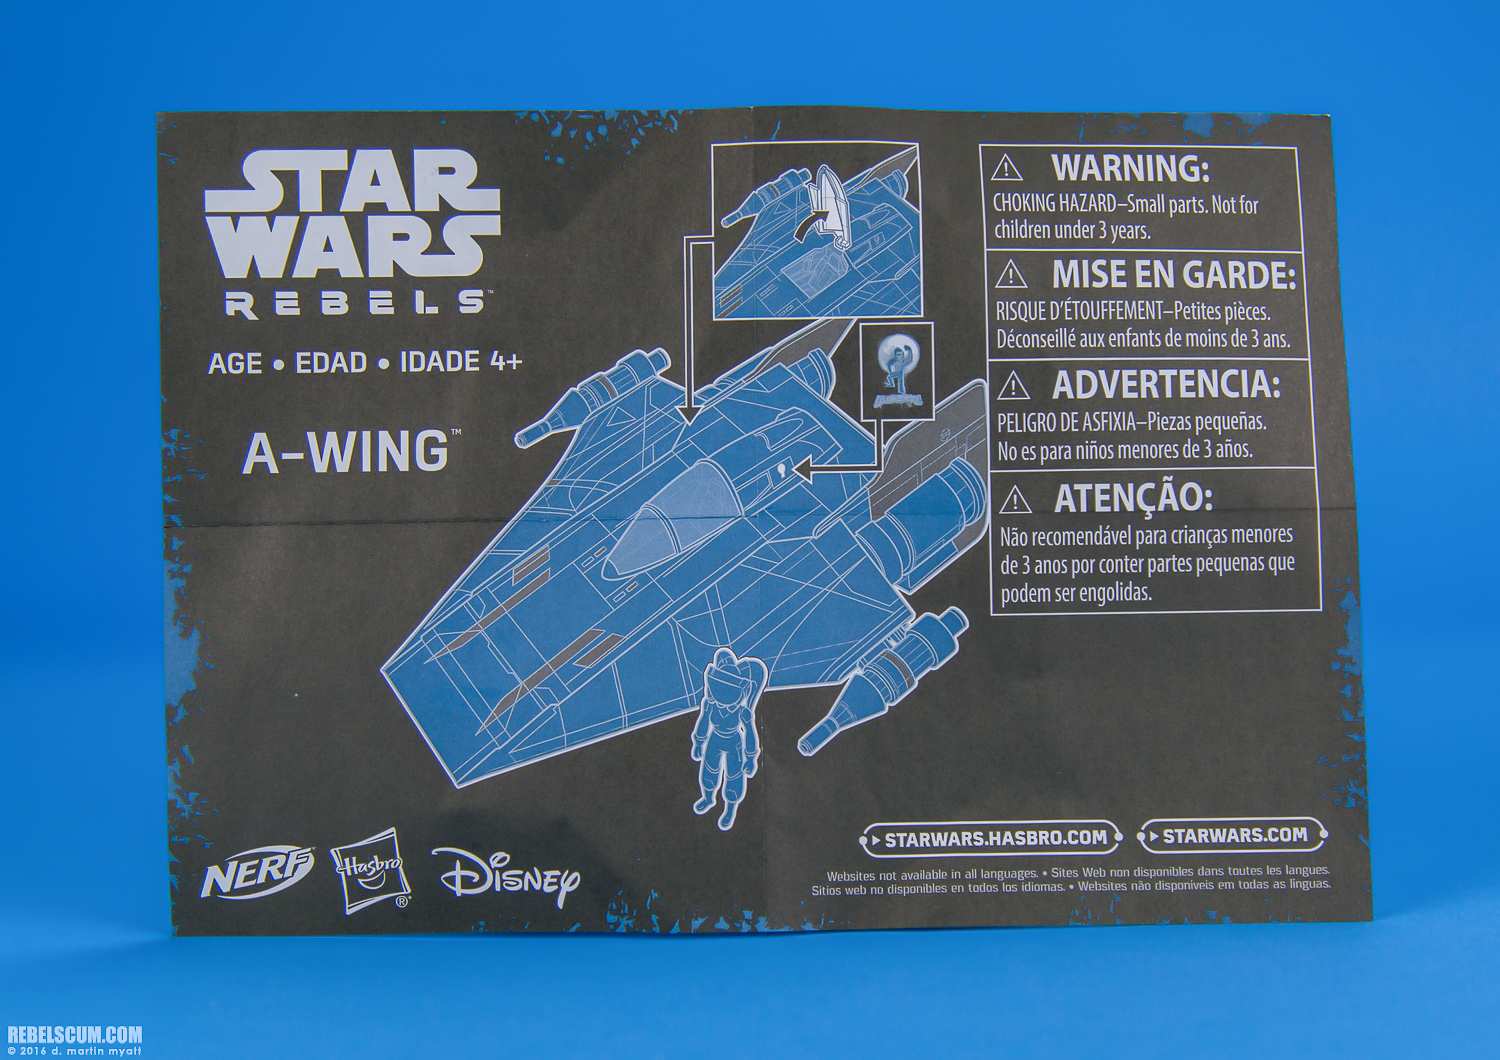 STAR
WARS
REBELS™
AGE • EDAD • IDADE 4+
A-WING™
⚠ WARNING:
CHOKING HAZARD–Small parts. Not for
children under 3 years.
⚠ MISE EN GARDE:
RISQUE D'ÉTOUFFEMENT–Petites pièces.
Déconseillé aux enfants de moins de 3 ans.
⚠ ADVERTENCIA:
PELIGRO DE ASFIXIA–Piezas pequeñas.
No es para niños menores de 3 años.
⚠ ATENÇÃO:
Não recomendável para crianças menores
de 3 anos por conter partes pequenas que
podem ser engolidas.
NERF
Hasbro
®
Disney
STARWARS.HASBRO.COM
STARWARS.COM
Websites not available in all languages. • Sites Web non disponibles dans toutes les langues.
Sitios web no disponibles en todos los idiomas. • Websites não disponíveis em todas as línguas.
REBELSCUM.COM
© 2016 d. martin myatt